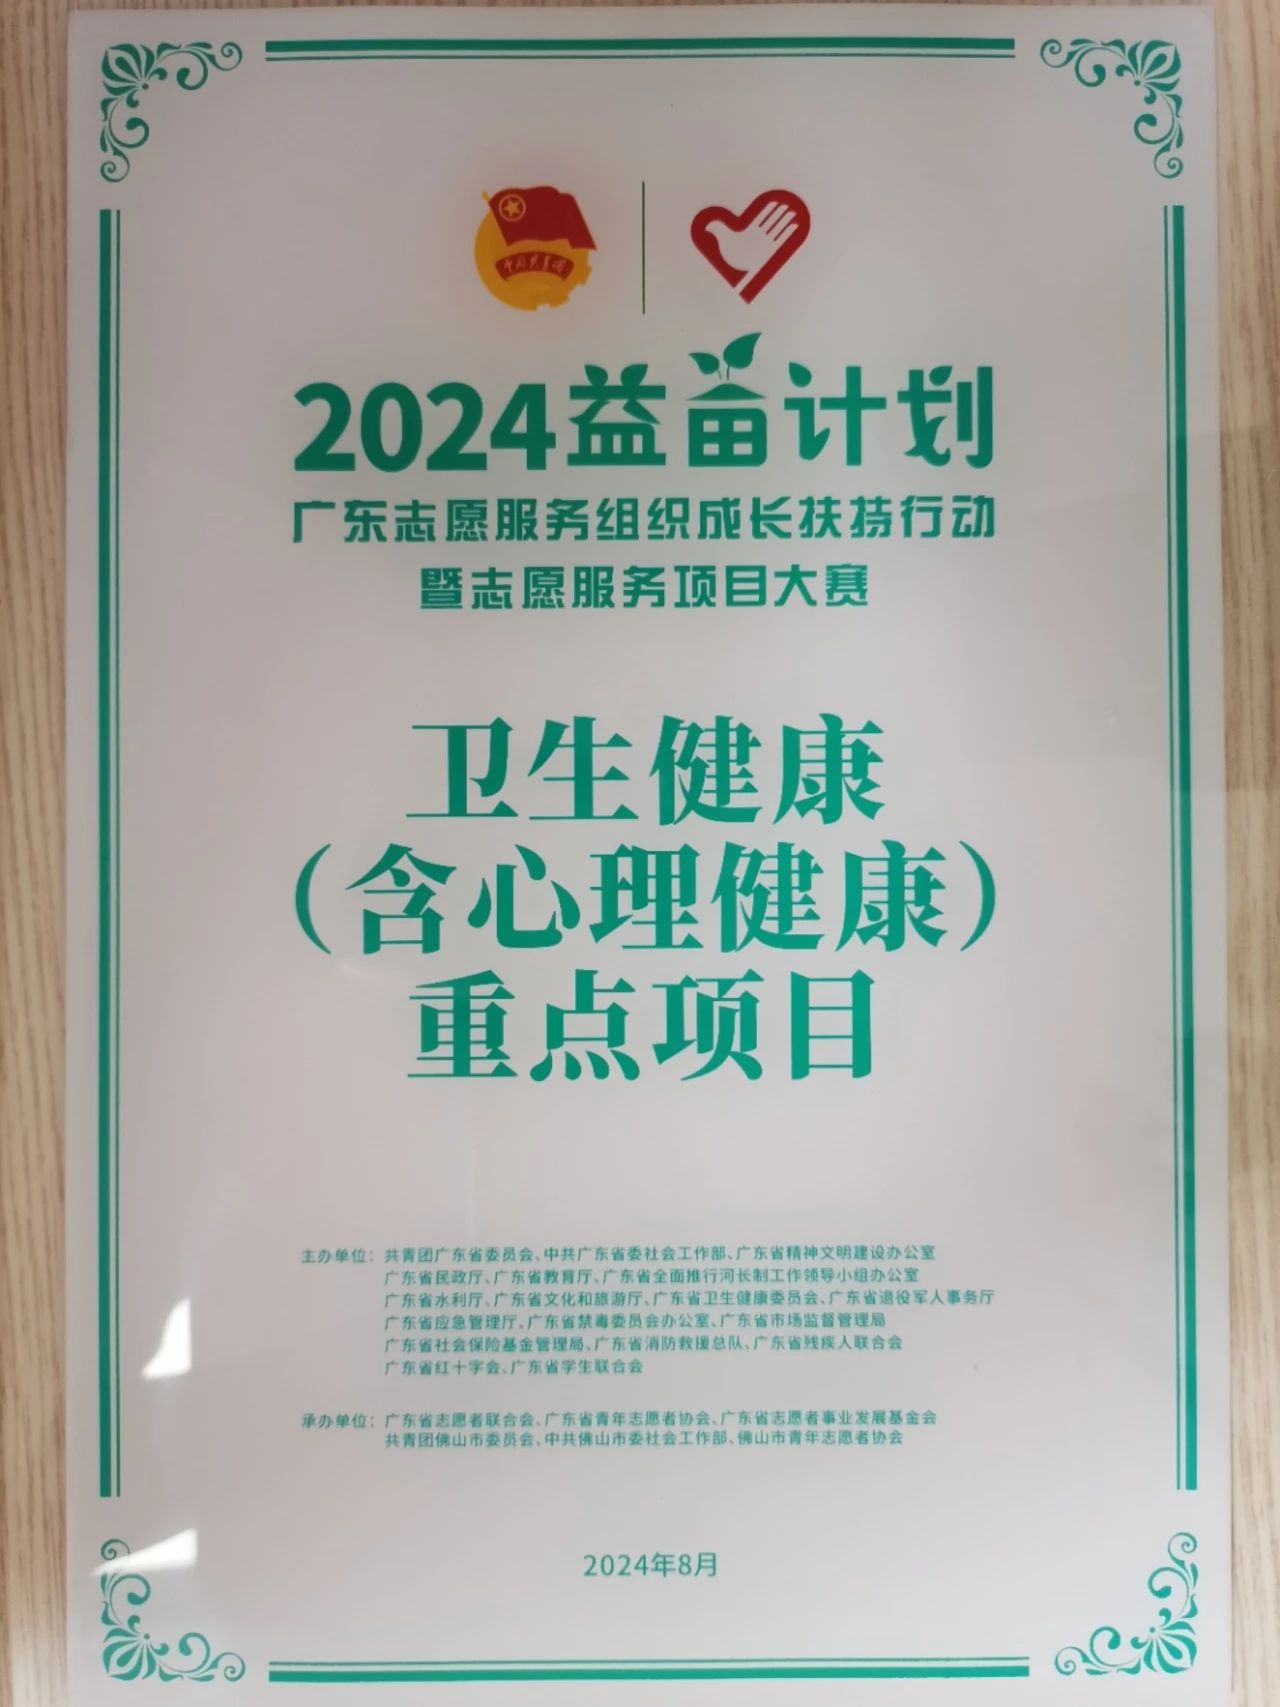 中国共青团
2024益苗计划
广东志愿服务组织成长扶持行动
暨志愿服务项目大赛
卫生健康
（含心理健康）
重点项目
主办单位：共青团广东省委员会、中共广东省委社会工作部、广东省精神文明建设办公室
广东省民政厅、广东省教育厅、广东省全面推行河长制工作领导小组办公室
广东省水利厅、广东省文化和旅游厅、广东省卫生健康委员会、广东省退役军人事务厅
广东省应急管理厅、广东省禁毒委员会办公室、广东省市场监督管理局
广东省社会保险基金管理局、广东省消防救援总队、广东省残疾人联合会
广东省红十字会、广东省学生联合会
承办单位：广东省志愿者联合会、广东省青年志愿者协会、广东省志愿者事业发展基金会
共青团佛山市委员会、中共佛山市委社会工作部、佛山市青年志愿者协会
2024年8月